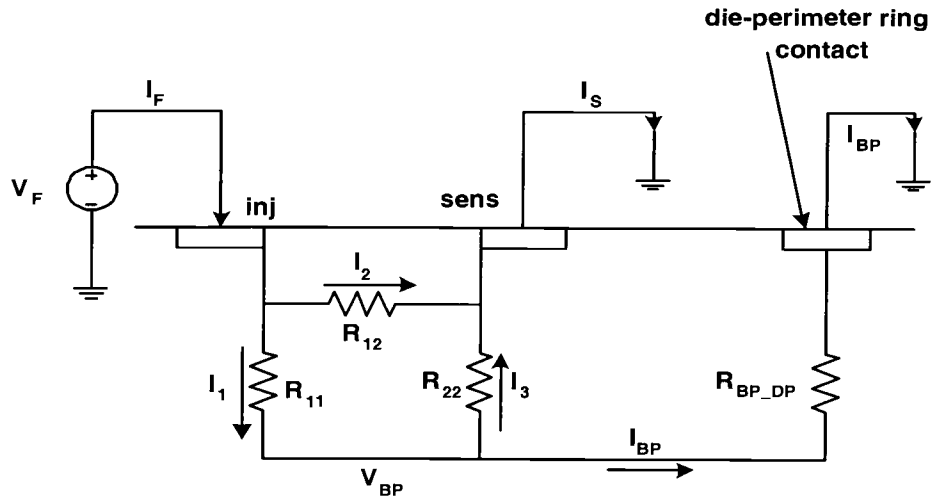 die-perimeter ring
contact
I_F
I_S
I_BP
V_F
+
−
inj
sens
I_2
R_12
I_1
R_11
R_22
I_3
R_BP_DP
I_BP
V_BP